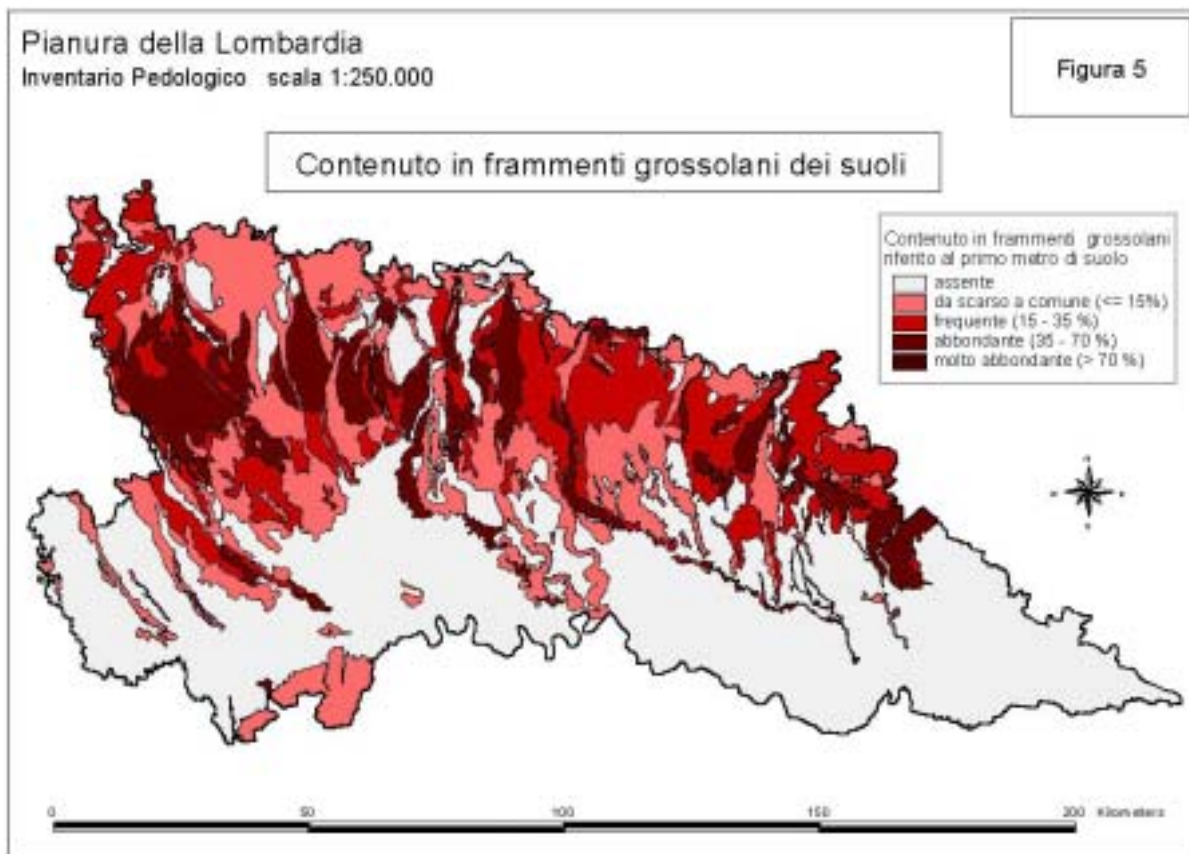 Pianura della Lombardia
Inventario Pedologico scala 1:250.000
Figura 5
Contenuto in frammenti grossolani dei suoli
Contenuto in frammenti grossolani
riferito al primo metro di suolo
assente
da scarso a comune (<= 15%)
frequente (15 - 35 %)
abbondante (35 - 70 %)
molto abbondante (> 70 %)
0 50 100 150 200 Kilometers